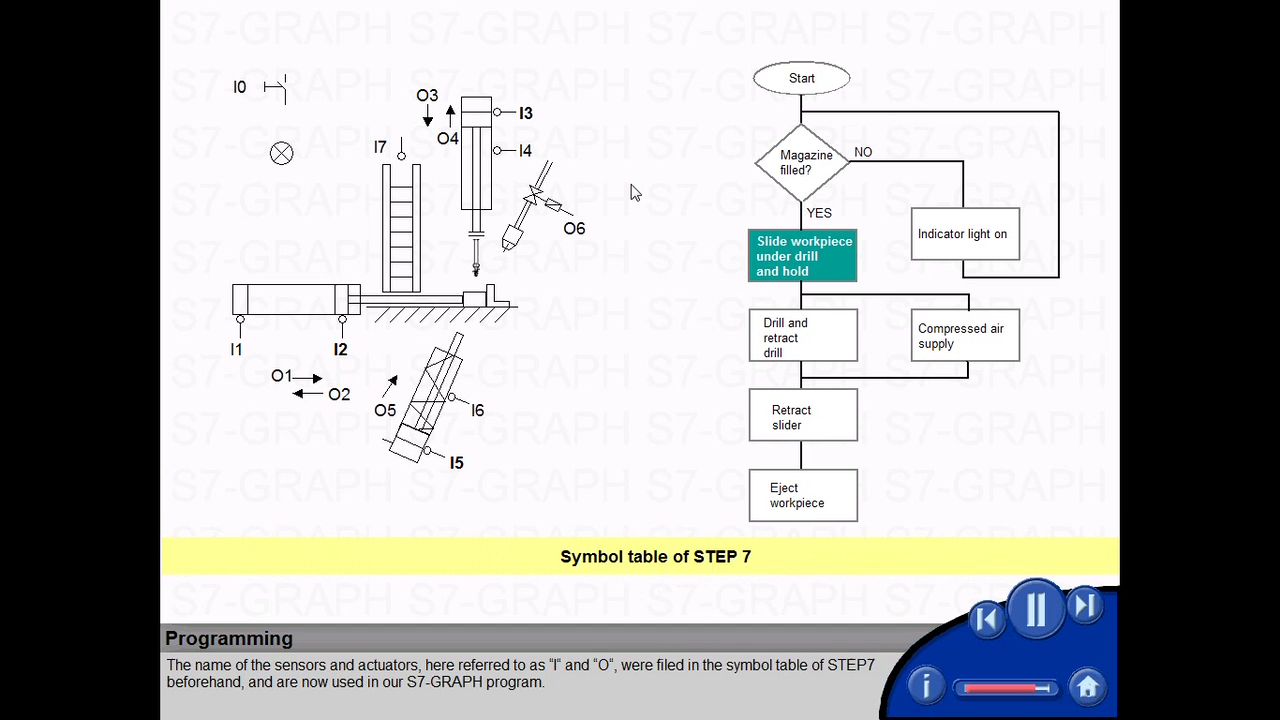 S7-GRAPH S7-GRAPH S7-GRAPH S7-GRAPH
I0
O3
O4
I3
I7
I4
O6
I1
I2
O1
O2
O5
I6
I5
Start
Magazine
filled?
NO
YES
Slide workpiece
under drill
and hold
Indicator light on
Drill and
retract
drill
Compressed air
supply
Retract
slider
Eject
workpiece
Symbol table of STEP 7
Programming
The name of the sensors and actuators, here referred to as “I“ and “O“, were filed in the symbol table of STEP7
beforehand, and are now used in our S7-GRAPH program.